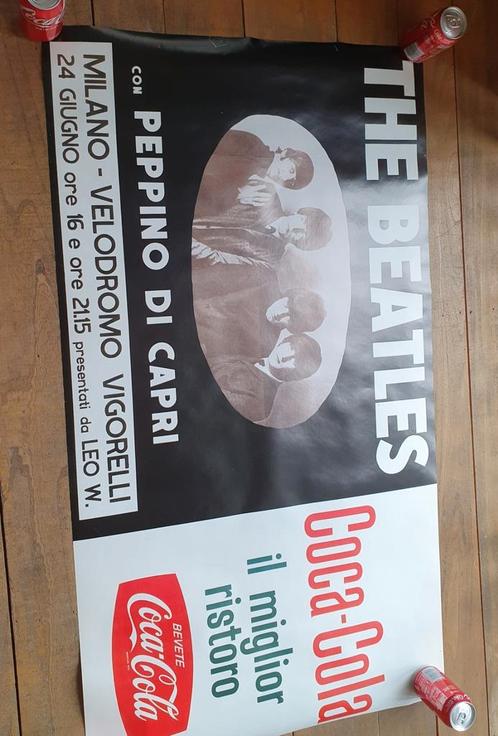 THE BEATLES
CON PEPPINO DI CAPRI
MILANO - VELODROMO VIGORELLI
24 GIUGNO ore 16 e ore 21.15 presentati da LEO W.
Coca-Cola
il miglior
ristoro
BEVETE
Coca-Cola